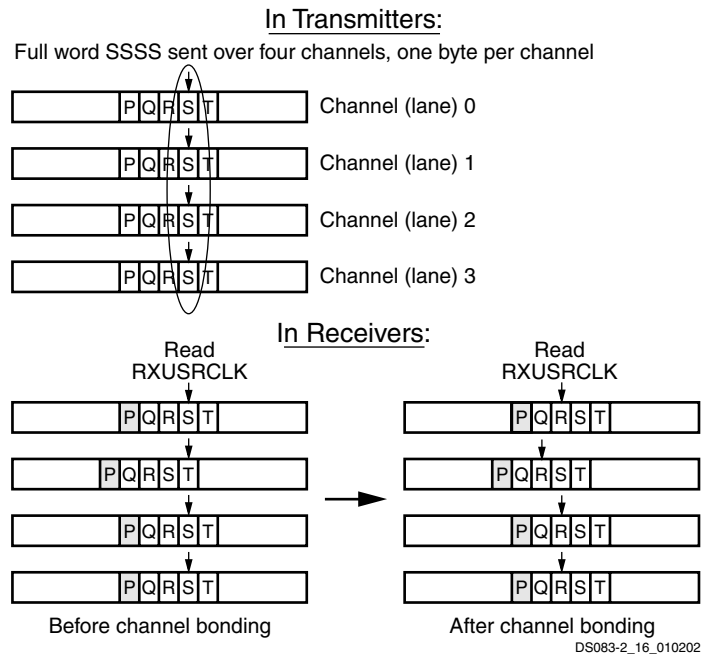 In Transmitters:
Full word SSSS sent over four channels, one byte per channel
P Q R S T Channel (lane) 0
P Q R S T Channel (lane) 1
P Q R S T Channel (lane) 2
P Q R S T Channel (lane) 3
In Receivers:
Read
RXUSRCLK
P Q R S T
P Q R S T
P Q R S T
P Q R S T
Before channel bonding
Read
RXUSRCLK
P Q R S T
P Q R S T
P Q R S T
P Q R S T
After channel bonding
DS083-2_16_010202